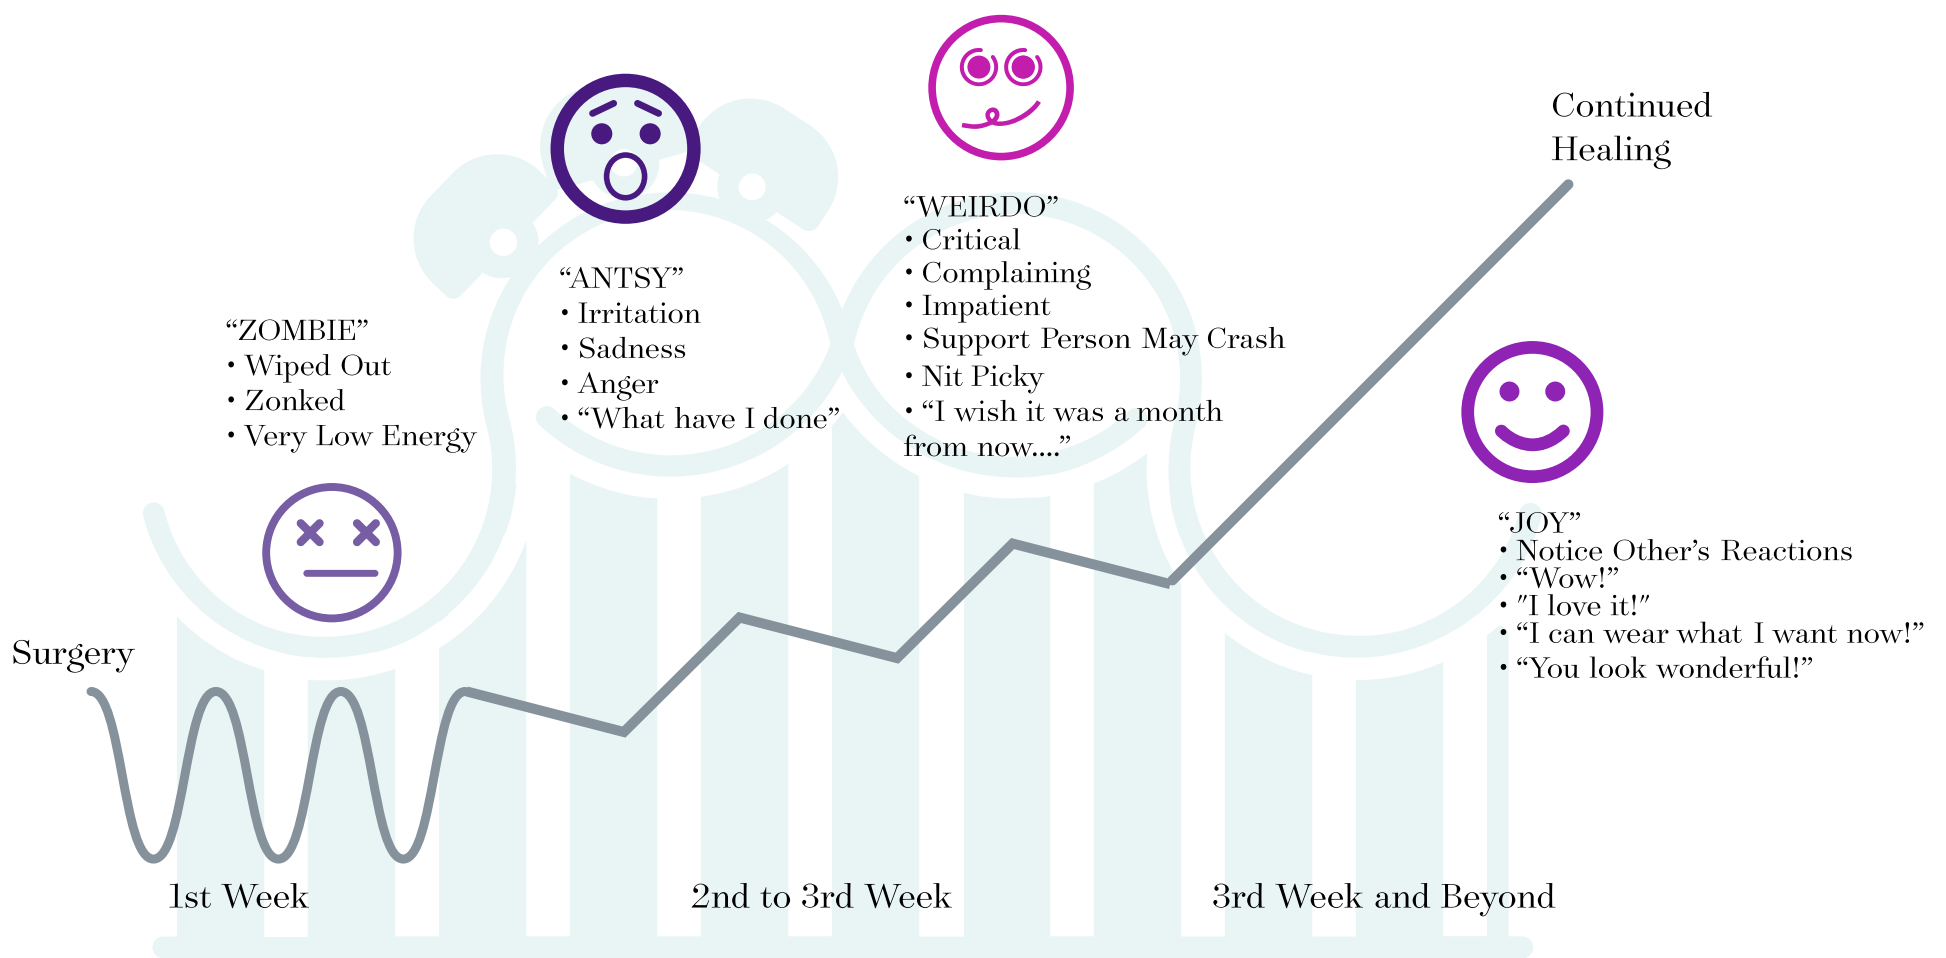 Surgery
“ZOMBIE”
• Wiped Out
• Zonked
• Very Low Energy
“ANTSY”
• Irritation
• Sadness
• Anger
• “What have I done”
“WEIRDO”
• Critical
• Complaining
• Impatient
• Support Person May Crash
• Nit Picky
• “I wish it was a month
from now....”
Continued
Healing
“JOY”
• Notice Other’s Reactions
• “Wow!”
• "I love it!"
• “I can wear what I want now!”
• “You look wonderful!”
1st Week
2nd to 3rd Week
3rd Week and Beyond